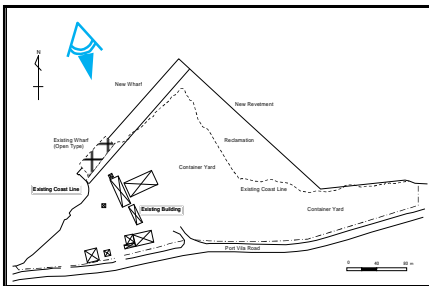 N
New Wharf
New Revetment
Existing Wharf
(Open Type)
Reclamation
Container Yard
Existing Coast Line
Existing Coast Line
Existing Building
Container Yard
Port Vila Road
0 40 80 m